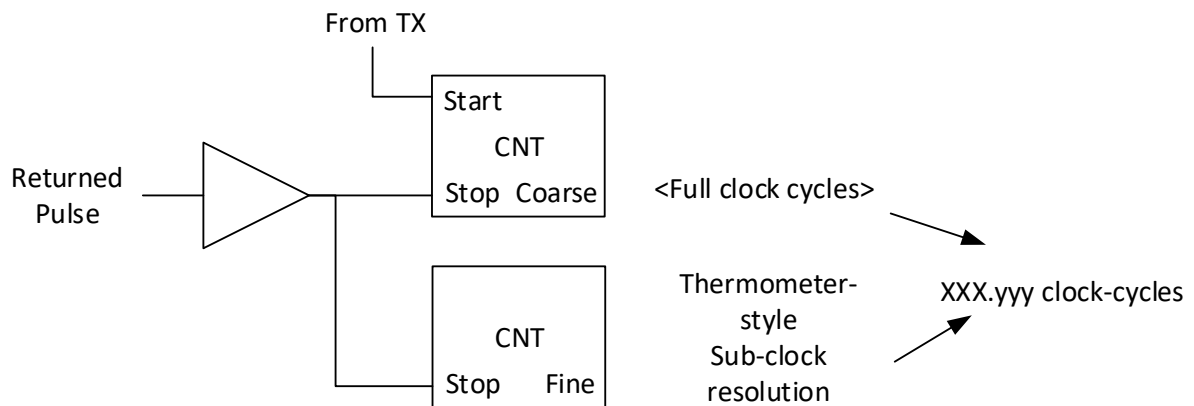 From TX
Start
CNT
Stop Coarse
Returned
Pulse
<Full clock cycles>
Thermometer-
style
Sub-clock
resolution
XXX.yyy clock-cycles
CNT
Stop Fine